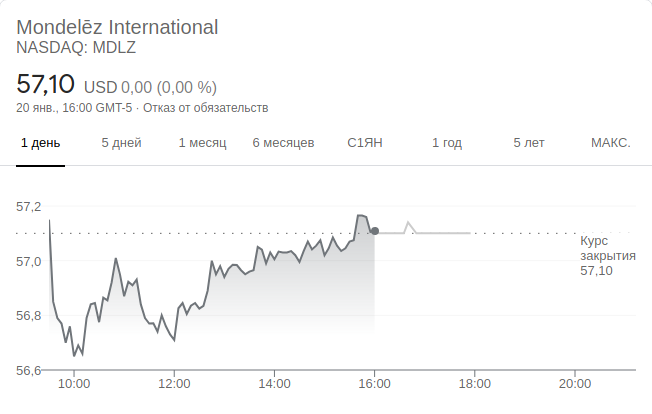 Mondelēz International
NASDAQ: MDLZ
57,10 USD 0,00 (0,00 %)
20 янв., 16:00 GMT-5 · Отказ от обязательств
1 день 5 дней 1 месяц 6 месяцев С1ЯН 1 год 5 лет МАКС.
57,2
Курс
закрытия
57,10
57,0
56,8
56,6
10:00 12:00 14:00 16:00 18:00 20:00